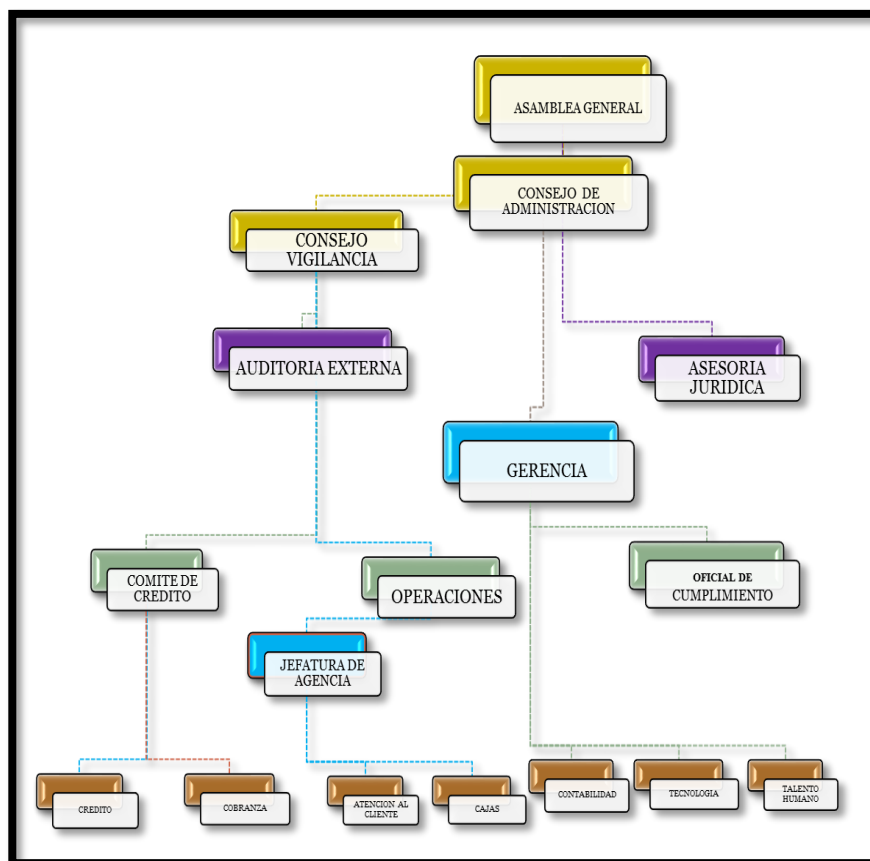 ASAMBLEA GENERAL
CONSEJO DE
ADMINISTRACION
CONSEJO
VIGILANCIA
AUDITORIA EXTERNA
ASESORIA
JURIDICA
GERENCIA
COMITE DE
CREDITO
OPERACIONES
OFICIAL DE
CUMPLIMIENTO
JEFATURA DE
AGENCIA
CREDITO
COBRANZA
ATENCION AL
CLIENTE
CAJAS
CONTABILIDAD
TECNOLOGIA
TALENTO
HUMANO